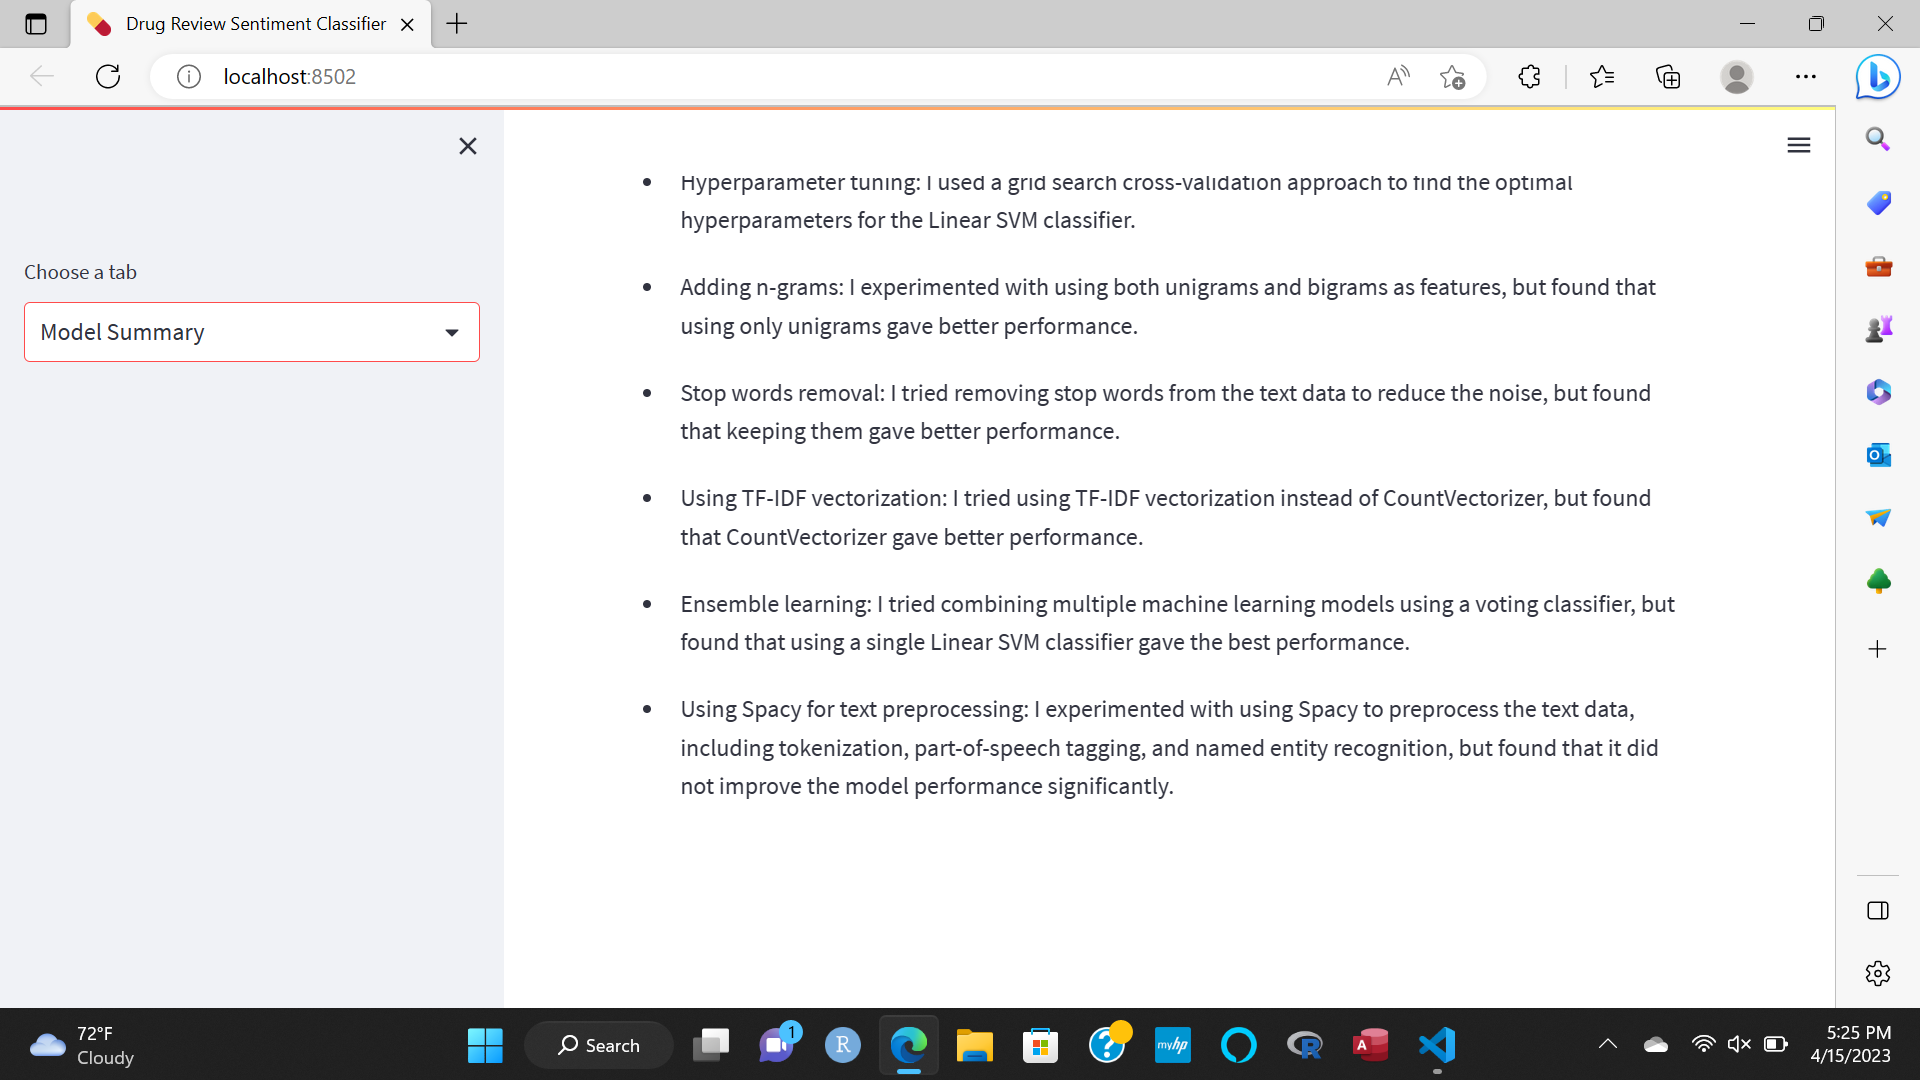 Drug Review Sentiment Classifier
localhost:8502
Choose a tab
Model Summary
Hyperparameter tuning: I used a grid search cross-validation approach to find the optimal
hyperparameters for the Linear SVM classifier.
Adding n-grams: I experimented with using both unigrams and bigrams as features, but found that
using only unigrams gave better performance.
Stop words removal: I tried removing stop words from the text data to reduce the noise, but found
that keeping them gave better performance.
Using TF-IDF vectorization: I tried using TF-IDF vectorization instead of CountVectorizer, but found
that CountVectorizer gave better performance.
Ensemble learning: I tried combining multiple machine learning models using a voting classifier, but
found that using a single Linear SVM classifier gave the best performance.
Using Spacy for text preprocessing: I experimented with using Spacy to preprocess the text data,
including tokenization, part-of-speech tagging, and named entity recognition, but found that it did
not improve the model performance significantly.
72°F
Cloudy
Search
1
R
?
myhp
R
A
5:25 PM
4/15/2023